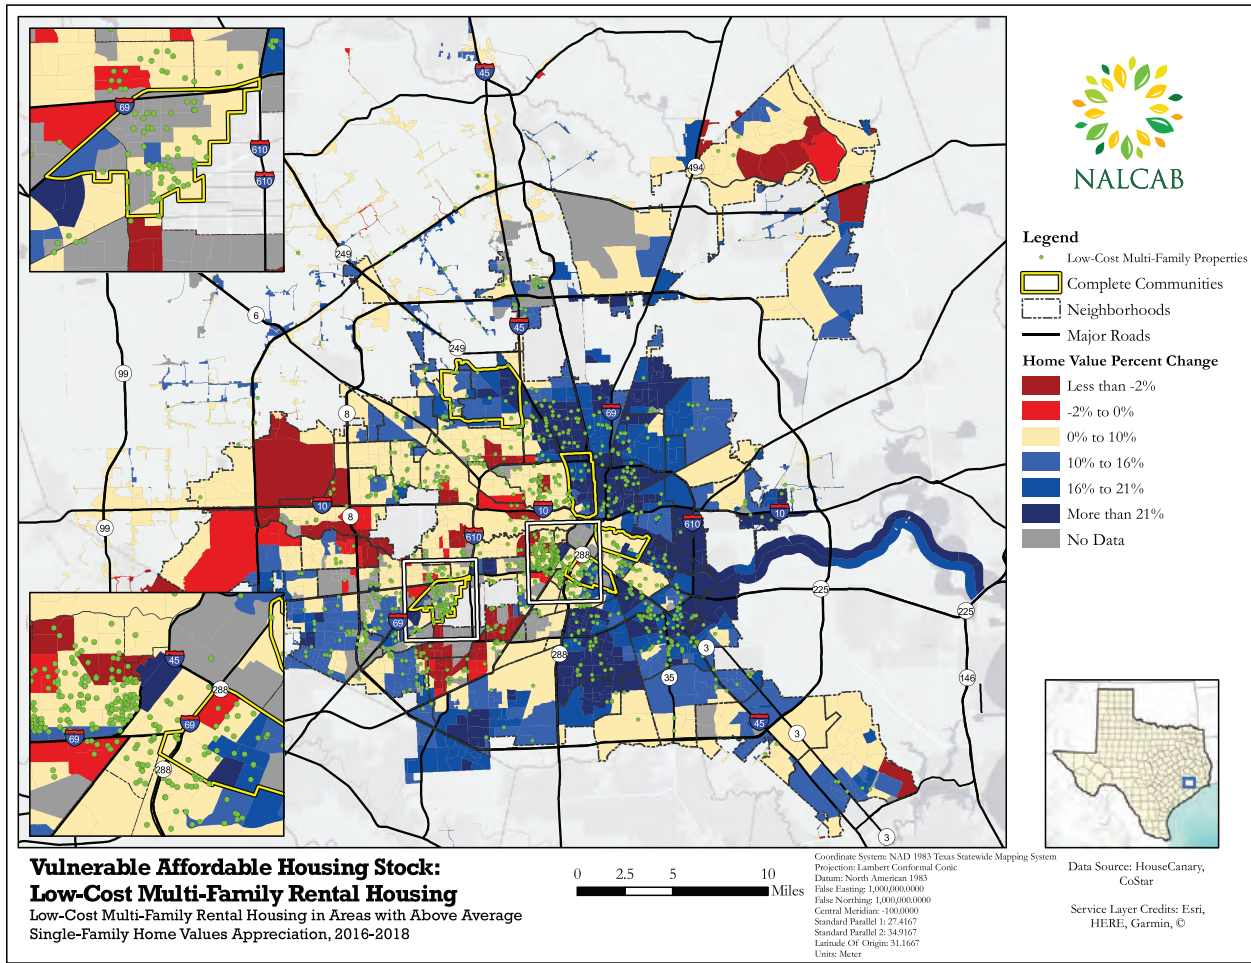 69
610
610
45
494
249
6
45
249
99
8
69
10
8
10
99
610
610
10
288
69
225
225
3
288
35
146
45
3
3
45
288
69
69
288
NALCAB
Legend
Low-Cost Multi-Family Properties
Complete Communities
Neighborhoods
Major Roads
Home Value Percent Change
Less than -2%
-2% to 0%
0% to 10%
10% to 16%
16% to 21%
More than 21%
No Data
Vulnerable Affordable Housing Stock:
Low-Cost Multi-Family Rental Housing
Low-Cost Multi-Family Rental Housing in Areas with Above Average
Single-Family Home Values Appreciation, 2016-2018
0 2.5 5 10
Miles
Coordinate System: NAD 1983 Texas Statewide Mapping System
Projection: Lambert Conformal Conic
Datum: North American 1983
False Easting: 1,000,000.0000
False Northing: 1,000,000.0000
Central Meridian: -100.0000
Standard Parallel 1: 27.4167
Standard Parallel 2: 34.9167
Latitude Of Origin: 31.1667
Units: Meter
Data Source: HouseCanary,
CoStar
Service Layer Credits: Esri,
HERE, Garmin, ©